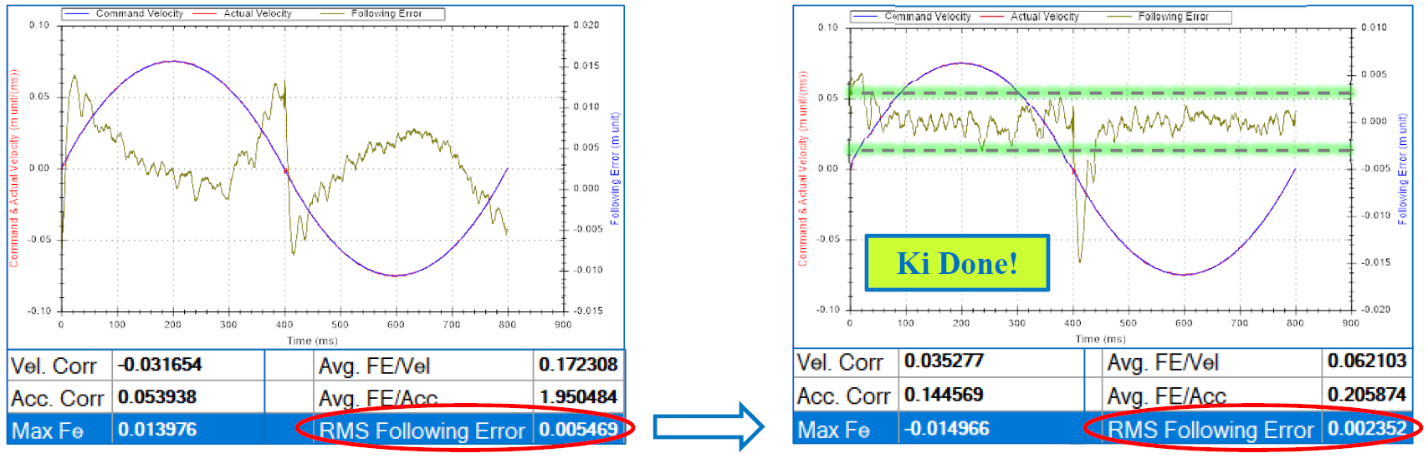 Command Velocity Actual Velocity Following Error
0.10
0.05
0.00
-0.05
-0.10
Command & Actual Velocity (m unit/(ms))
0.020
0.015
0.010
0.005
0.000
-0.005
-0.010
-0.015
Following Error (m unit)
0 100 200 300 400 500 600 700 800 900
Time (ms)
Vel. Corr -0.031654 Avg. FE/Vel 0.172308
Acc. Corr 0.053938 Avg. FE/Acc 1.950484
Max Fe 0.013976 RMS Following Error 0.005469
Command Velocity Actual Velocity Following Error
0.10
0.05
0.00
-0.05
-0.10
Command & Actual Velocity (m unit/(ms))
0.010
0.005
0.000
-0.005
-0.010
-0.015
-0.020
Following Error (m unit)
Ki Done!
0 100 200 300 400 500 600 700 800 900
Time (ms)
Vel. Corr 0.035277 Avg. FE/Vel 0.062103
Acc. Corr 0.144569 Avg. FE/Acc 0.205874
Max Fe -0.014966 RMS Following Error 0.002352